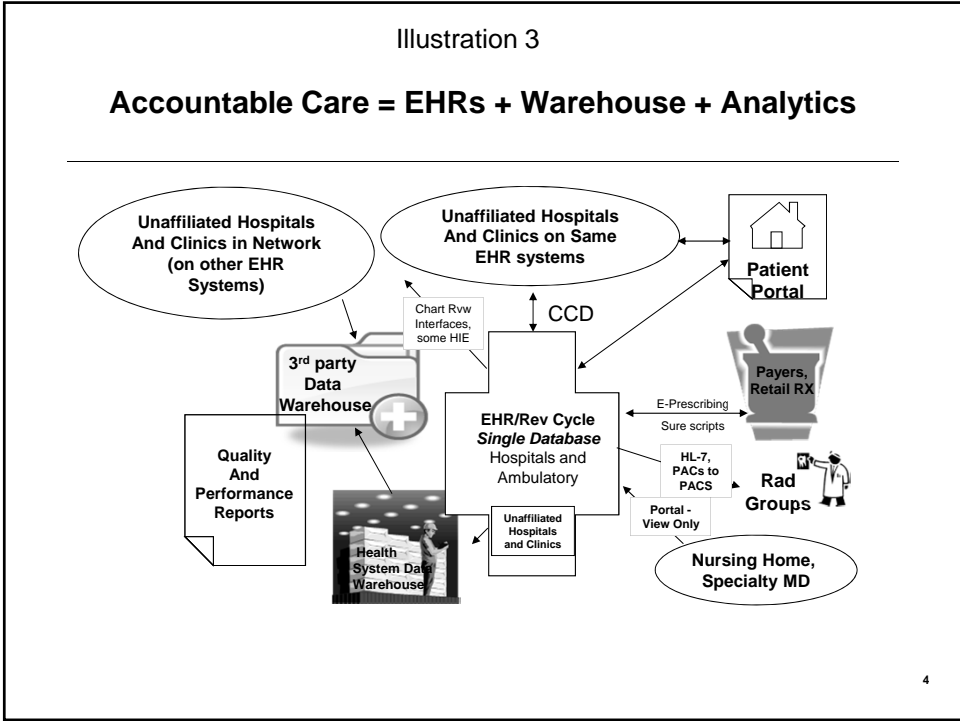 Illustration 3
Accountable Care = EHRs + Warehouse + Analytics
Unaffiliated Hospitals
And Clinics in Network
(on other EHR
Systems)
Unaffiliated Hospitals
And Clinics on Same
EHR systems
Patient
Portal
Chart Rvw
Interfaces,
some HIE
CCD
3rd party
Data
Warehouse
Payers,
Retail RX
E-Prescribing
Sure scripts
EHR/Rev Cycle
Single Database
Hospitals and
Ambulatory
Quality
And
Performance
Reports
HL-7,
PACs to
PACS
Rad
Groups
Portal -
View Only
Unaffiliated
Hospitals
and Clinics
Health
System Data
Warehouse
Nursing Home,
Specialty MD
4